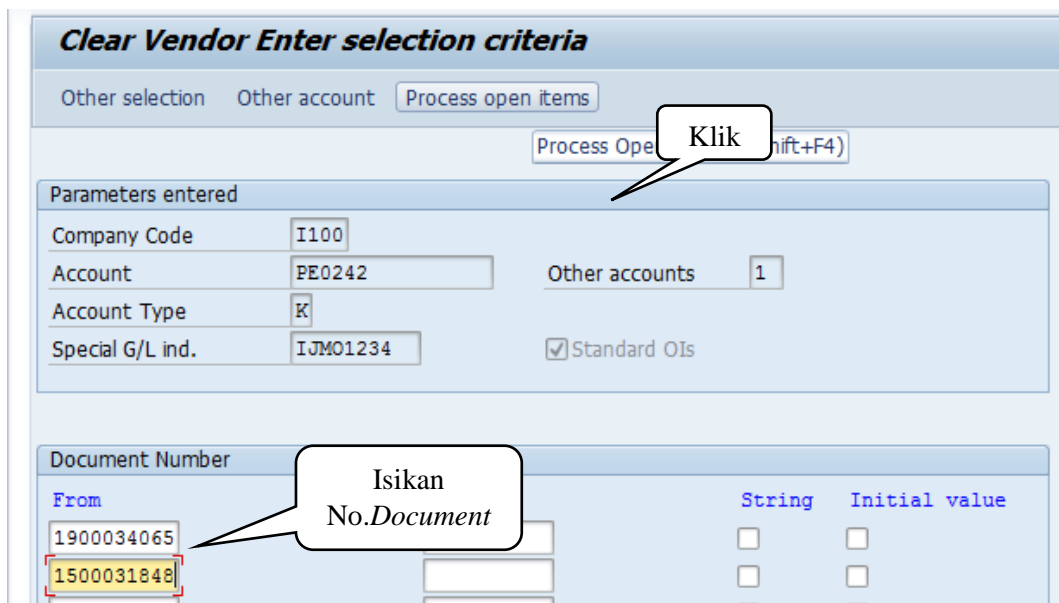 Clear Vendor Enter selection criteria
Other selection Other account Process open items
Process Ope
Klik
hift+F4)
Parameters entered
Company Code I100
Account PE0242 Other accounts 1
Account Type K
Special G/L ind. IJMO1234 Standard OIs
Document Number
Isikan
No.Document
From String Initial value
1900034065
1500031848